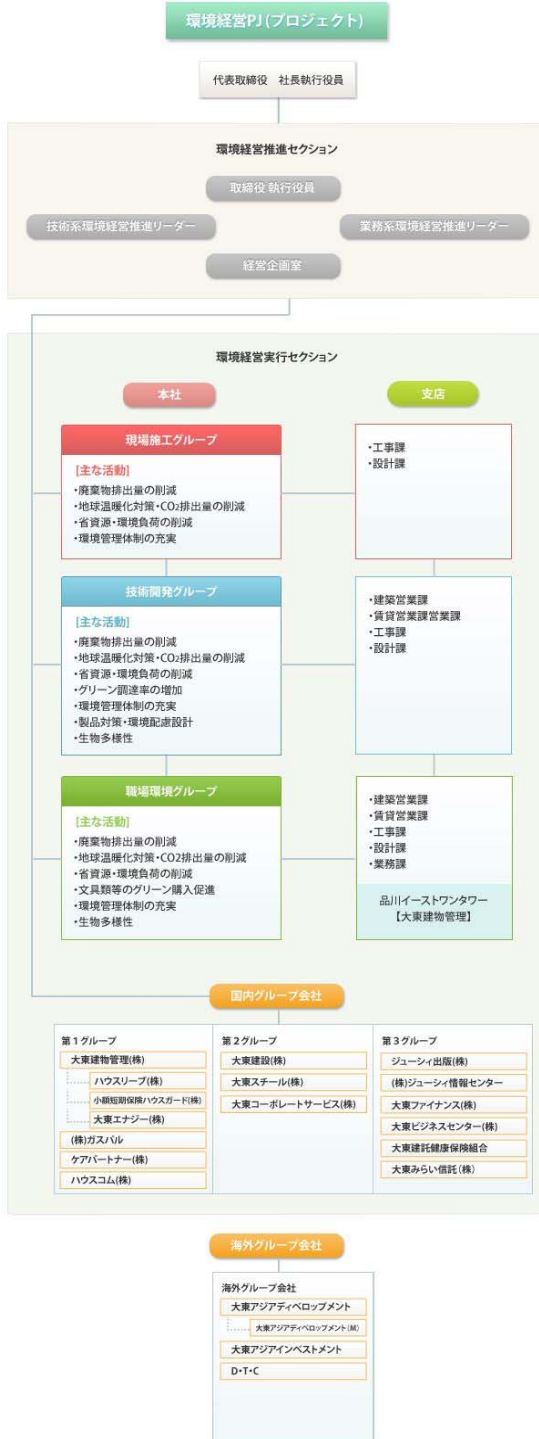 環境経営PJ(プロジェクト)
代表取締役　社長執行役員
環境経営推進セクション
取締役 執行役員
技術系環境経営推進リーダー
業務系環境経営推進リーダー
経営企画室
環境経営実行セクション
本社
支店
現場施工グループ
[主な活動]
・廃棄物排出量の削減
・地球温暖化対策・CO₂排出量の削減
・省資源・環境負荷の削減
・環境管理体制の充実
・工事課
・設計課
技術開発グループ
[主な活動]
・廃棄物排出量の削減
・地球温暖化対策・CO₂排出量の削減
・省資源・環境負荷の削減
・グリーン調達率の増加
・環境管理体制の充実
・製品対策・環境配慮設計
・生物多様性
・建築営業課
・賃貸営業課営業課
・工事課
・設計課
職場環境グループ
[主な活動]
・廃棄物排出量の削減
・地球温暖化対策・CO2排出量の削減
・省資源・環境負荷の削減
・文具類等のグリーン購入促進
・環境管理体制の充実
・生物多様性
・建築営業課
・賃貸営業課
・工事課
・設計課
・業務課
品川イーストワンタワー
【大東建物管理】
国内グループ会社
第１グループ
大東建物管理(株)
ハウスリーブ(株)
小額短期保険ハウスガード(株)
大東エナジー(株)
(株)ガスパル
ケアパートナー(株)
ハウスコム(株)
第２グループ
大東建設(株)
大東スチール(株)
大東コーポレートサービス(株)
第３グループ
ジューシィ出版(株)
(株)ジューシィ情報センター
大東ファイナンス(株)
大東ビジネスセンター(株)
大東建託健康保険組合
大東みらい信託(株)
海外グループ会社
海外グループ会社
大東アジアディベロップメント
大東アジアディベロップメント(M)
大東アジアインベストメント
D・T・C